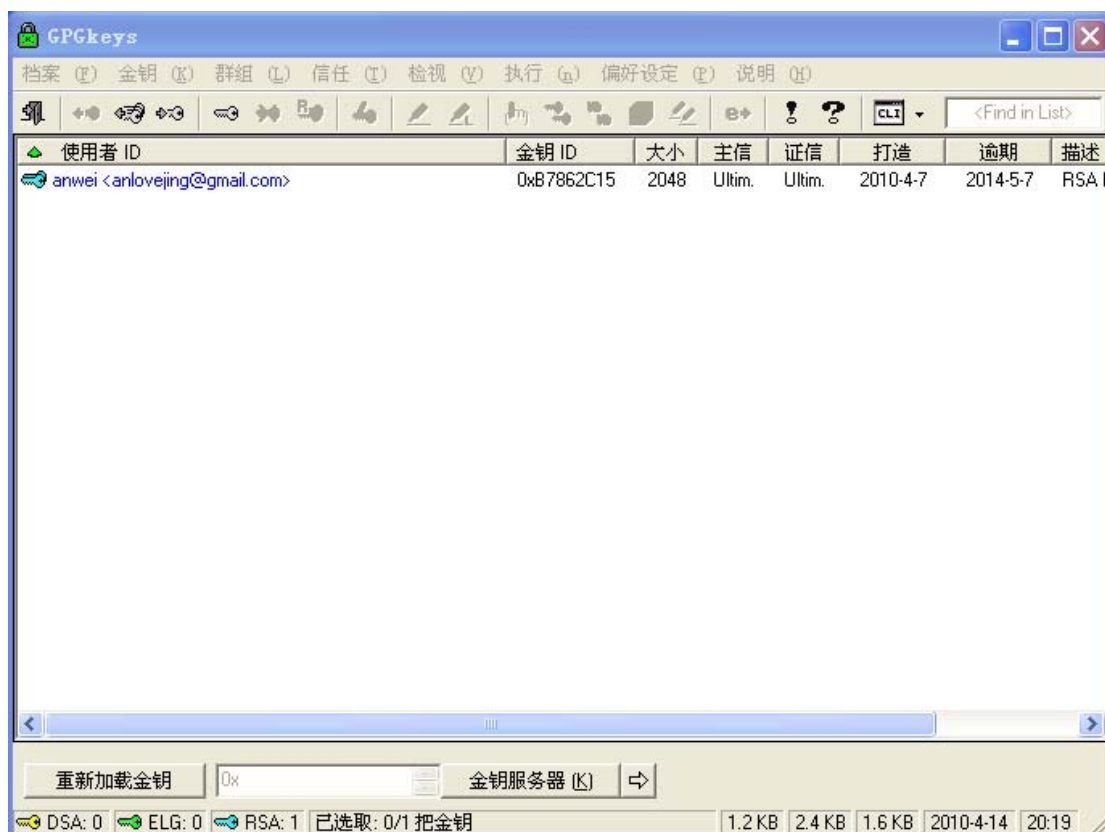 GPGkeys
档案 (F) 金钥 (K) 群组 (L) 信任 (T) 检视 (V) 执行 (n) 偏好设定 (P) 说明 (H)
CLI <Find in List>
使用者 ID 金钥 ID 大小 主信 证信 打造 逾期 描述
anwei <anlovejing@gmail.com> 0xB7862C15 2048 Ultim. Ultim. 2010-4-7 2014-5-7 RSA
重新加载金钥 0x 金钥服务器 (K)
DSA: 0 ELG: 0 RSA: 1 已选取: 0/1 把金钥 1.2 KB 2.4 KB 1.6 KB 2010-4-14 20:19